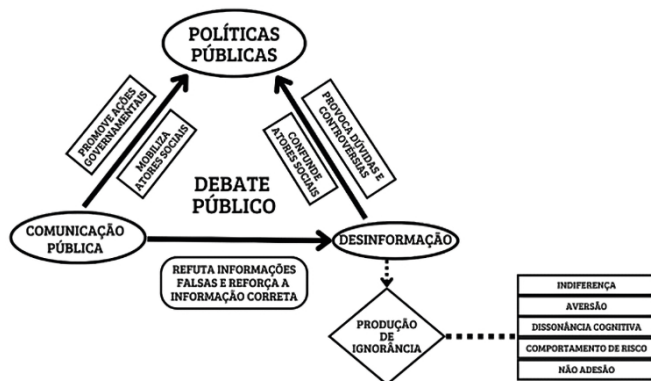 POLÍTICAS
PÚBLICAS
PROMOVE AÇÕES
GOVERNAMENTAIS
MOBILIZA
ATORES SOCIAIS
CONFUNDE
ATORES SOCIAIS
PROVOCA DÚVIDAS E
CONTROVÉRSIAS
DEBATE
PÚBLICO
COMUNICAÇÃO
PÚBLICA
DESINFORMAÇÃO
REFUTA INFORMAÇÕES
FALSAS E REFORÇA A
INFORMAÇÃO CORRETA
PRODUÇÃO
DE
IGNORÂNCIA
INDIFERENÇA
AVERSÃO
DISSONÂNCIA COGNITIVA
COMPORTAMENTO DE RISCO
NÃO ADESÃO